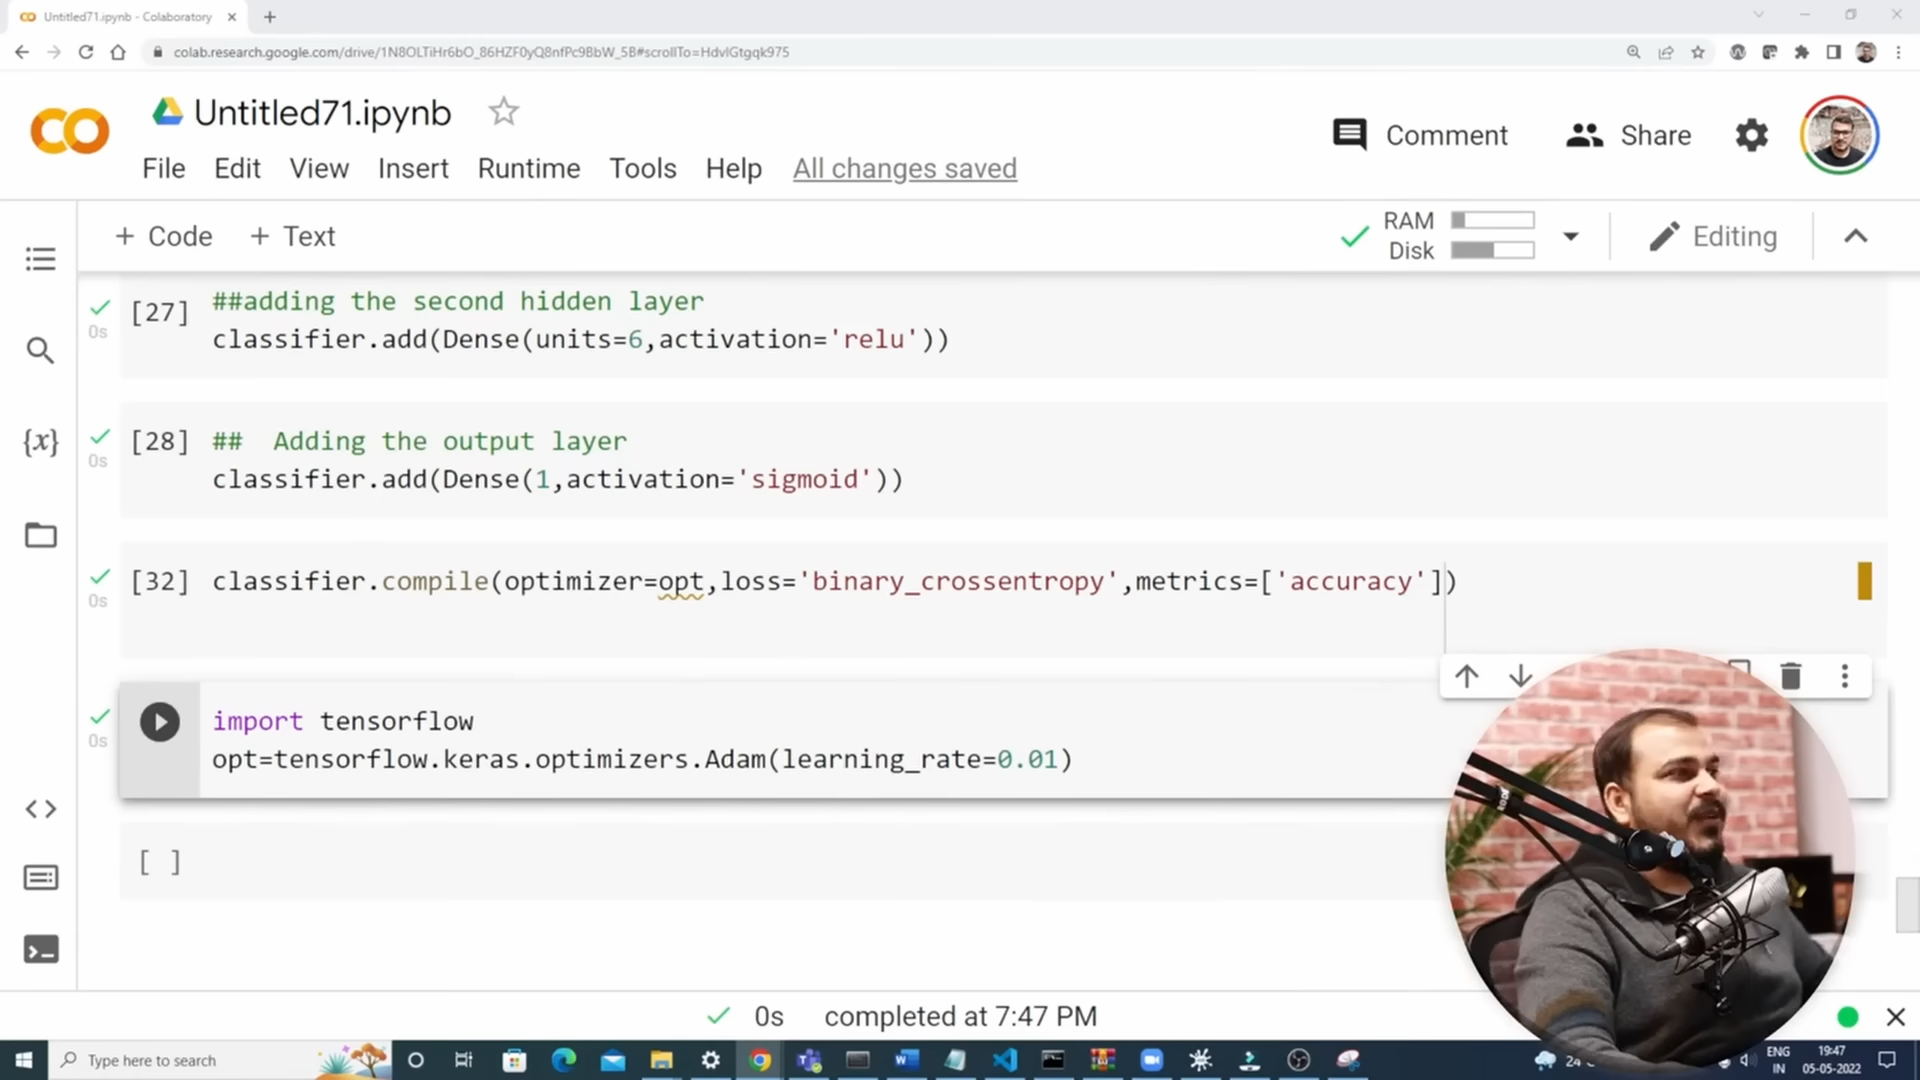 Untitled71.ipynb - Colaboratory
colab.research.google.com/drive/1N8OLTiHr6bO_86HZF0yQ8nfPc9BbW_5B#scrollTo=HdvlGtgqk975
Untitled71.ipynb
Comment
Share
File Edit View Insert Runtime Tools Help All changes saved
+ Code + Text
RAM
Disk
Editing
[27] ##adding the second hidden layer
0s
classifier.add(Dense(units=6,activation='relu'))
[28] ## Adding the output layer
0s
classifier.add(Dense(1,activation='sigmoid'))
{x}
[32] classifier.compile(optimizer=opt,loss='binary_crossentropy',metrics=['accuracy'])
0s
import tensorflow
0s
opt=tensorflow.keras.optimizers.Adam(learning_rate=0.01)
[ ]
0s completed at 7:47 PM
Type here to search
24
ENG
IN
19:47
05-05-2022